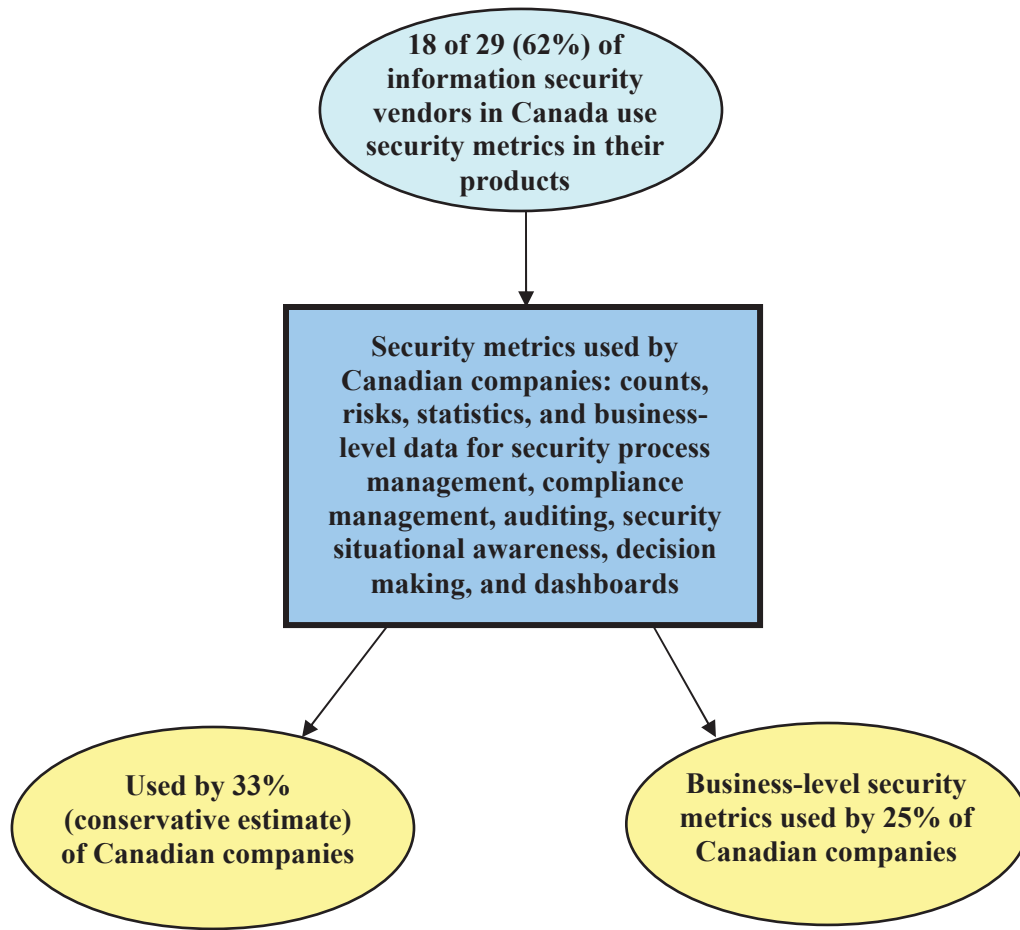 18 of 29 (62%) of
information security
vendors in Canada use
security metrics in their
products
Security metrics used by
Canadian companies: counts,
risks, statistics, and business-
level data for security process
management, compliance
management, auditing, security
situational awareness, decision
making, and dashboards
Used by 33%
(conservative estimate)
of Canadian companies
Business-level security
metrics used by 25% of
Canadian companies